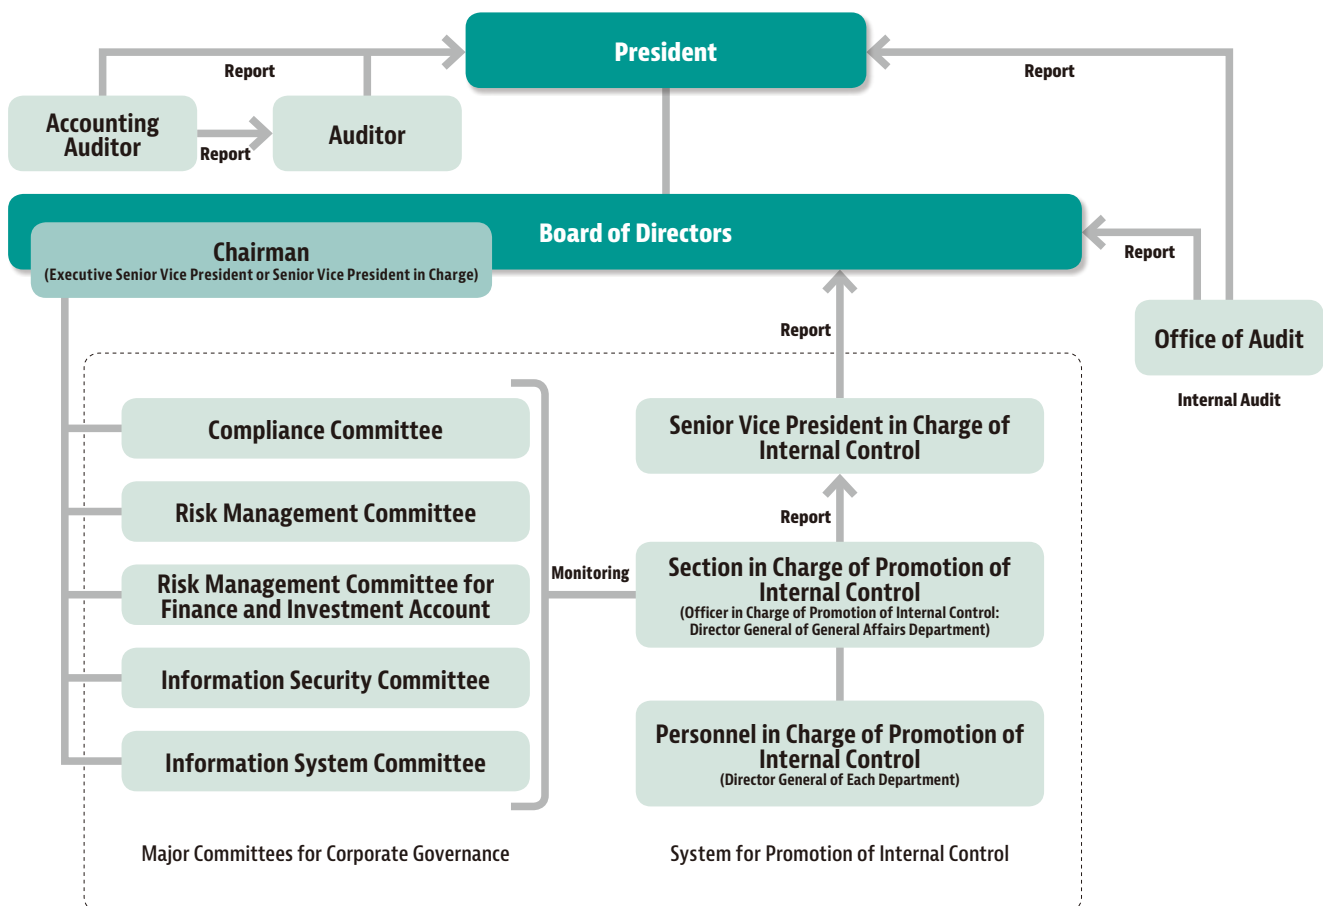 President
Report
Report
Accounting
Auditor
Report
Auditor
Board of Directors
Chairman
(Executive Senior Vice President or Senior Vice President in Charge)
Report
Office of Audit
Internal Audit
Report
Compliance Committee
Risk Management Committee
Risk Management Committee for
Finance and Investment Account
Information Security Committee
Information System Committee
Major Committees for Corporate Governance
Monitoring
Senior Vice President in Charge of
Internal Control
Report
Section in Charge of Promotion of
Internal Control
(Officer in Charge of Promotion of Internal Control:
Director General of General Affairs Department)
Personnel in Charge of Promotion of
Internal Control
(Director General of Each Department)
System for Promotion of Internal Control